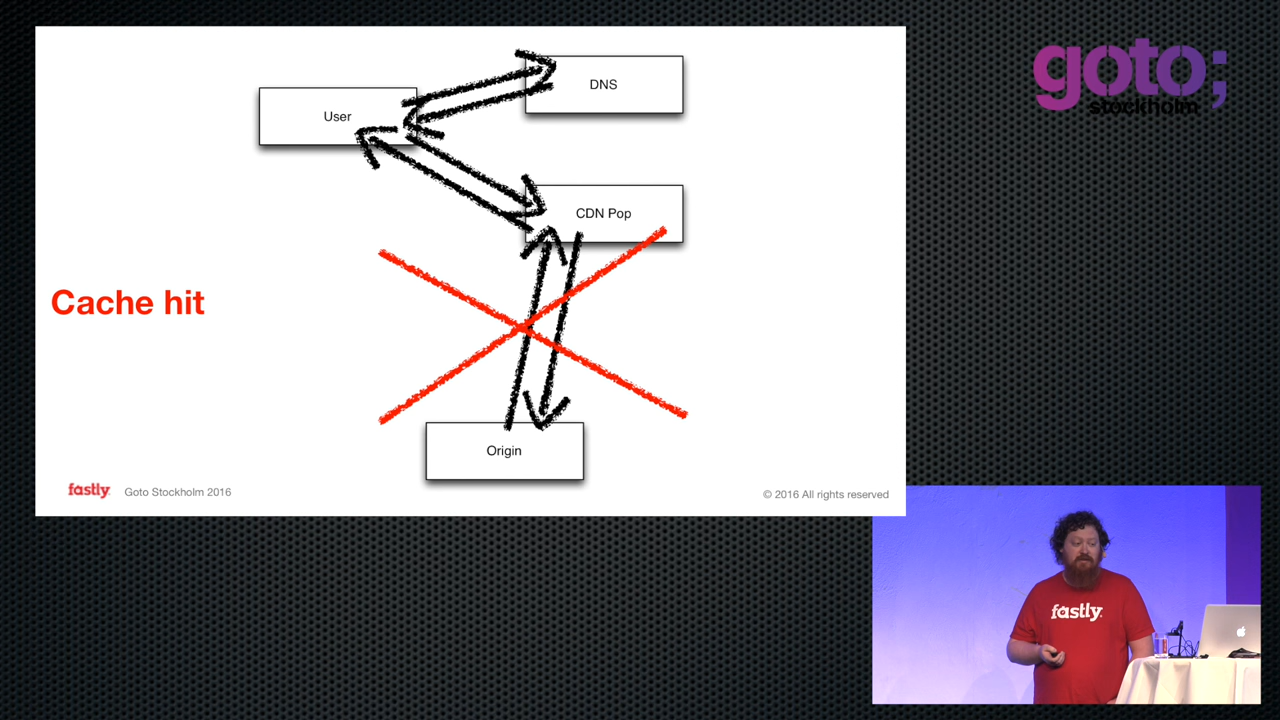 DNS
User
CDN Pop
Cache hit
Origin
fastly
Goto Stockholm 2016
© 2016 All rights reserved
goto;
stockholm
fastly